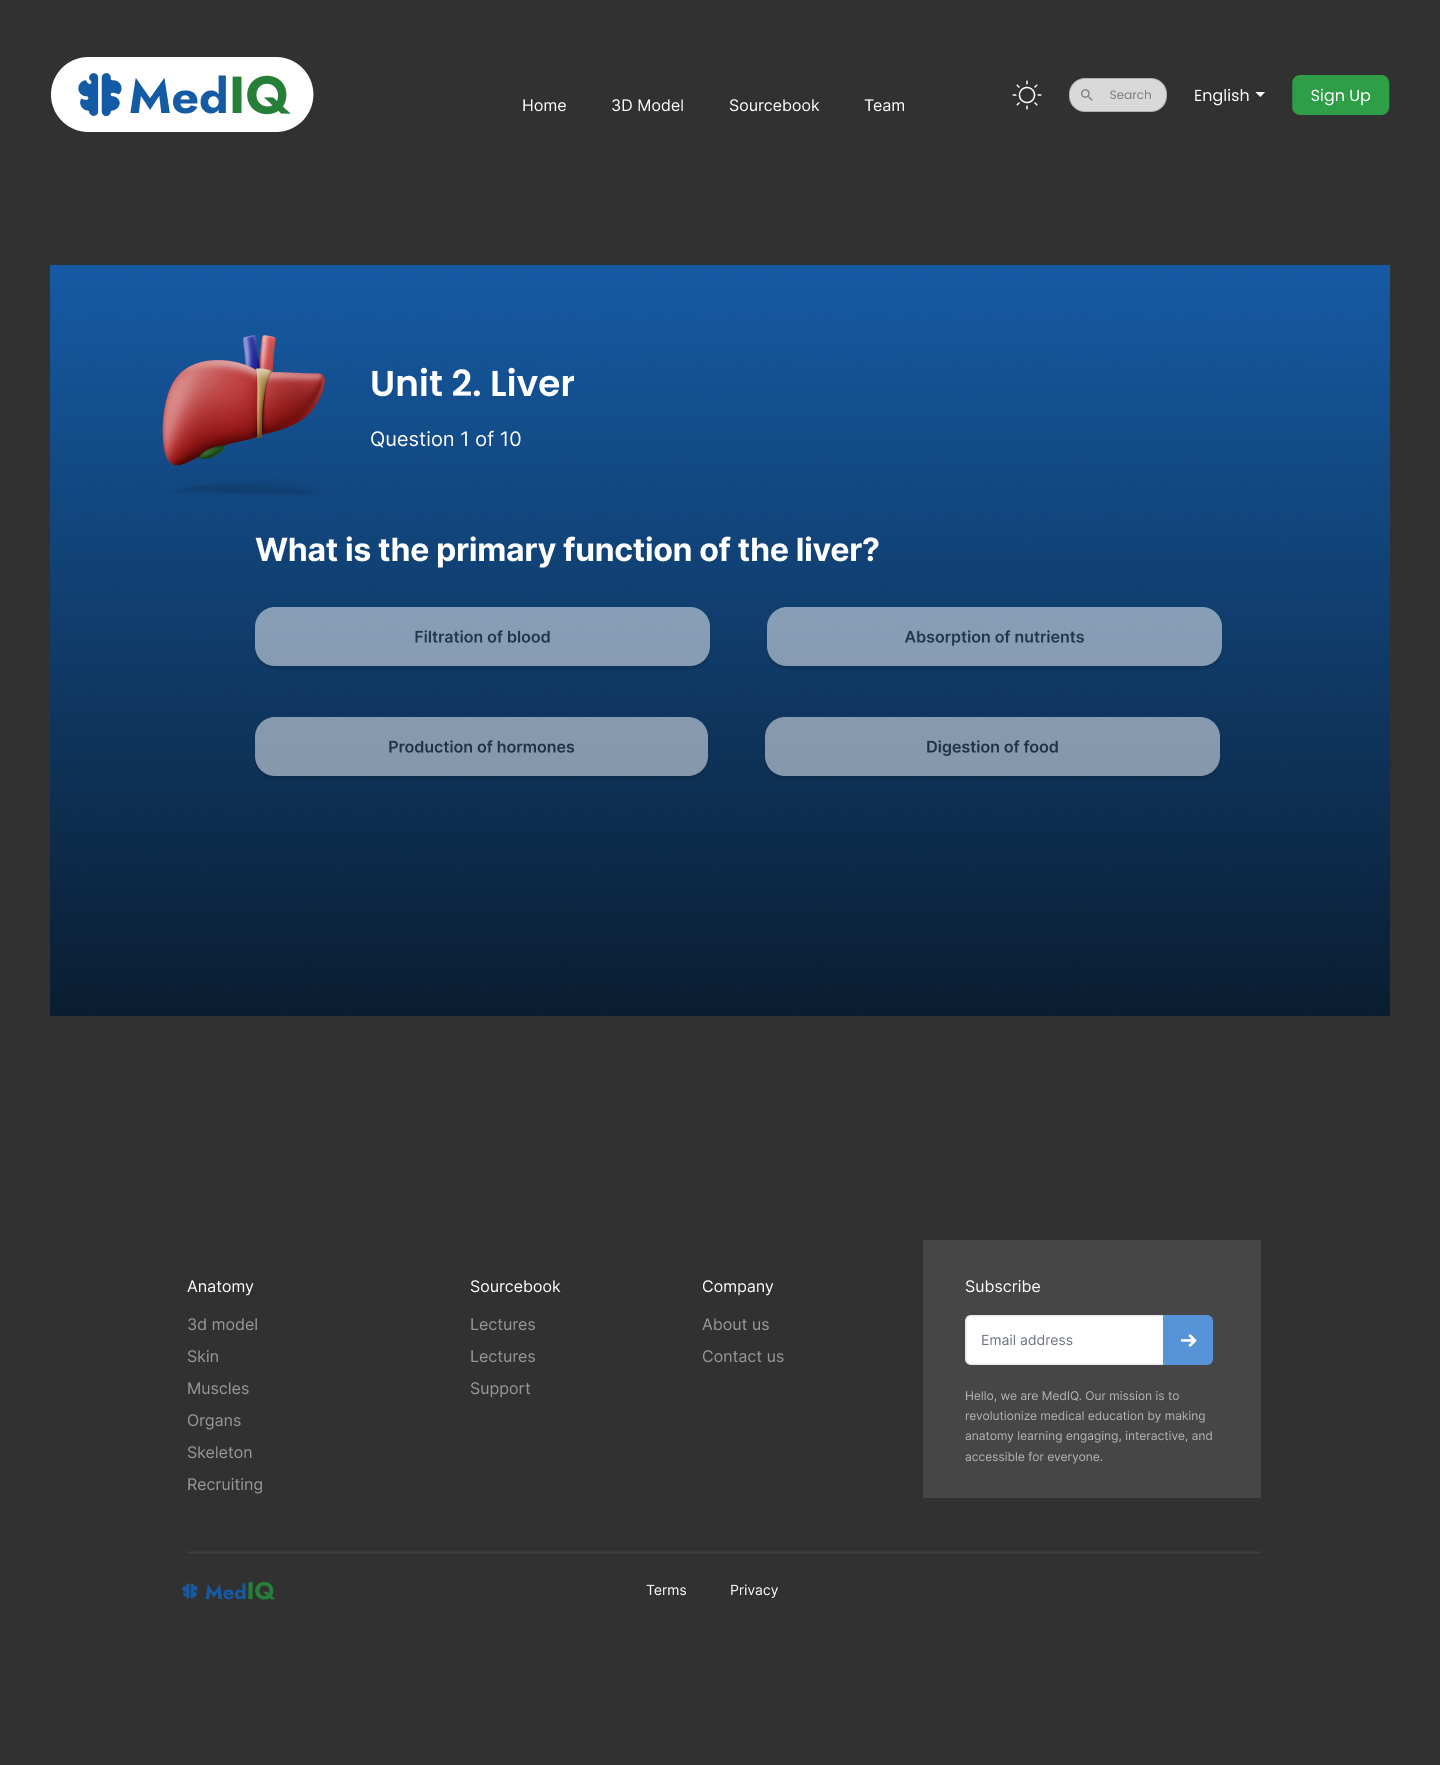 MedIQ
Home
3D Model
Sourcebook
Team
Search
English
Sign Up
Unit 2. Liver
Question 1 of 10
What is the primary function of the liver?
Filtration of blood
Absorption of nutrients
Production of hormones
Digestion of food
Anatomy
3d model
Skin
Muscles
Organs
Skeleton
Recruiting
Sourcebook
Lectures
Lectures
Support
Company
About us
Contact us
Subscribe
Email address
Hello, we are MedIQ. Our mission is to
revolutionize medical education by making
anatomy learning engaging, interactive, and
accessible for everyone.
MedIQ
Terms
Privacy